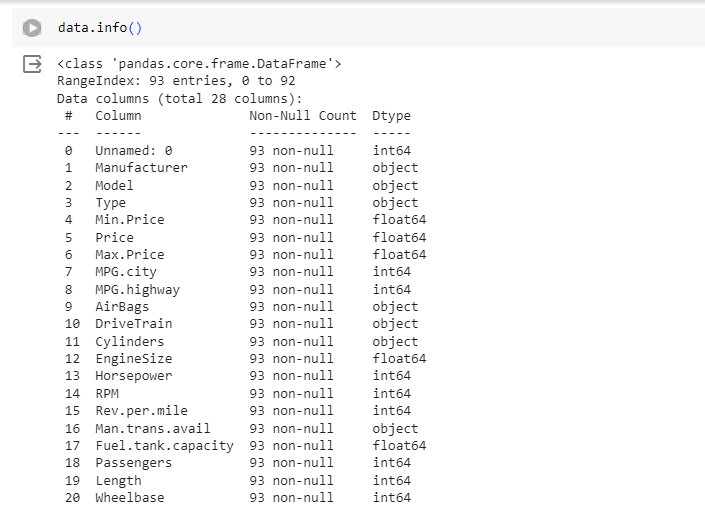 data.info()
<class 'pandas.core.frame.DataFrame'>
RangeIndex: 93 entries, 0 to 92
Data columns (total 28 columns):
 #   Column              Non-Null Count  Dtype
---  ------              --------------  -----
 0   Unnamed: 0          93 non-null     int64
 1   Manufacturer        93 non-null     object
 2   Model               93 non-null     object
 3   Type                93 non-null     object
 4   Min.Price           93 non-null     float64
 5   Price               93 non-null     float64
 6   Max.Price           93 non-null     float64
 7   MPG.city            93 non-null     int64
 8   MPG.highway         93 non-null     int64
 9   AirBags             93 non-null     object
 10  DriveTrain          93 non-null     object
 11  Cylinders           93 non-null     object
 12  EngineSize          93 non-null     float64
 13  Horsepower          93 non-null     int64
 14  RPM                 93 non-null     int64
 15  Rev.per.mile        93 non-null     int64
 16  Man.trans.avail     93 non-null     object
 17  Fuel.tank.capacity  93 non-null     float64
 18  Passengers          93 non-null     int64
 19  Length              93 non-null     int64
 20  Wheelbase           93 non-null     int64